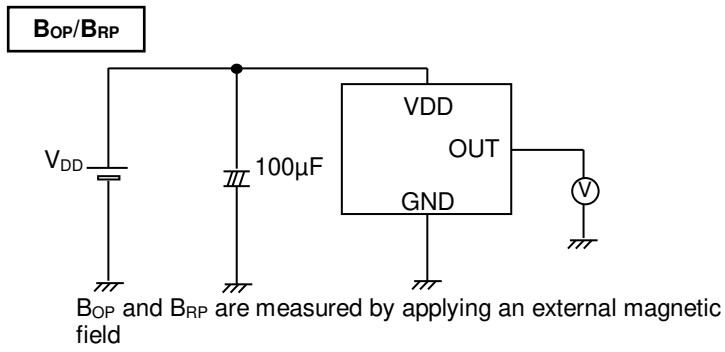 BOP/BRP
VDD
VDD
OUT
100μF
GND
V
BOP and BRP are measured by applying an external magnetic
field